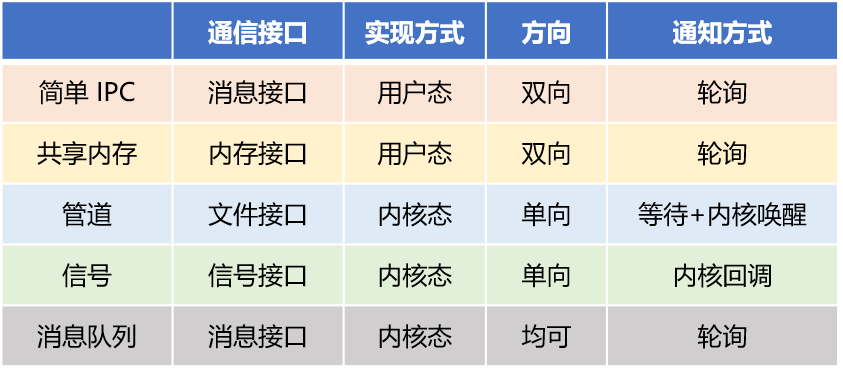 通信接口 实现方式 方向 通知方式
简单 IPC 消息接口 用户态 双向 轮询
共享内存 内存接口 用户态 双向 轮询
管道 文件接口 内核态 单向 等待+内核唤醒
信号 信号接口 内核态 单向 内核回调
消息队列 消息接口 内核态 均可 轮询